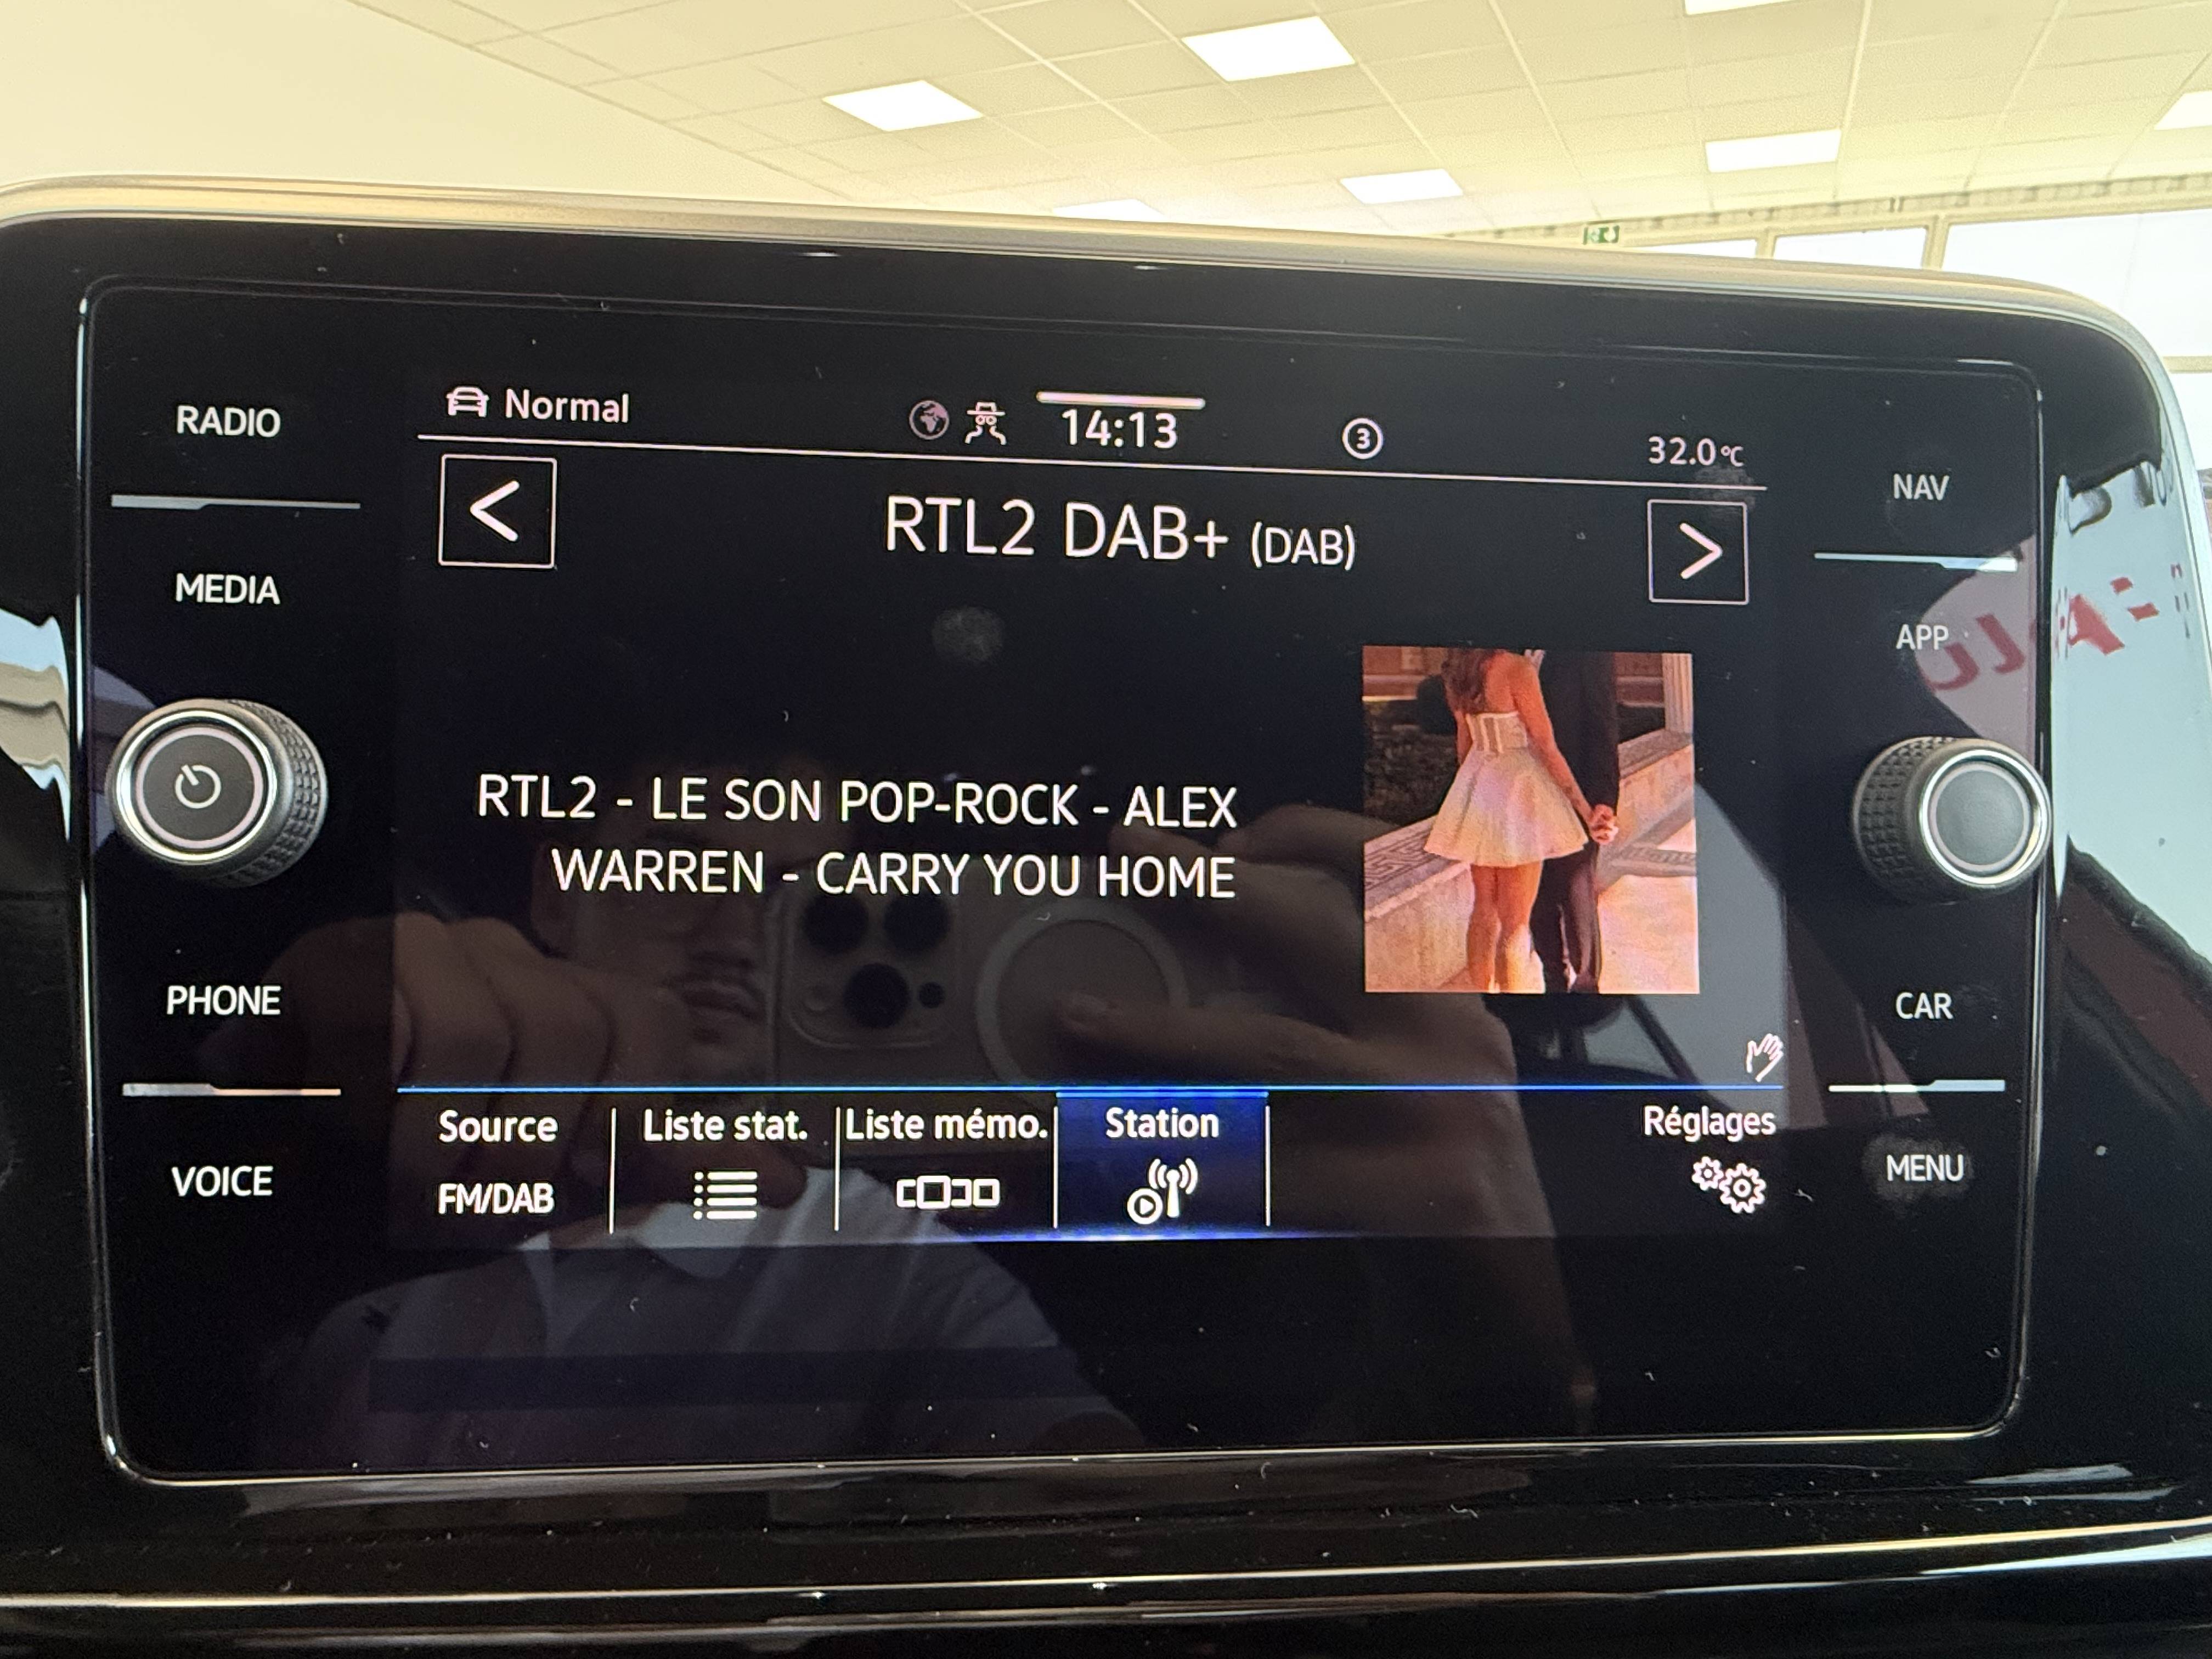 RADIO
MEDIA
PHONE
VOICE
Normal
14:13
3
32.0°C
<
RTL2 DAB+ (DAB)
>
RTL2 - LE SON POP-ROCK - ALEX
WARREN - CARRY YOU HOME
Source
FM/DAB
Liste stat.
Liste mémo.
Station
Réglages
NAV
APP
CAR
MENU